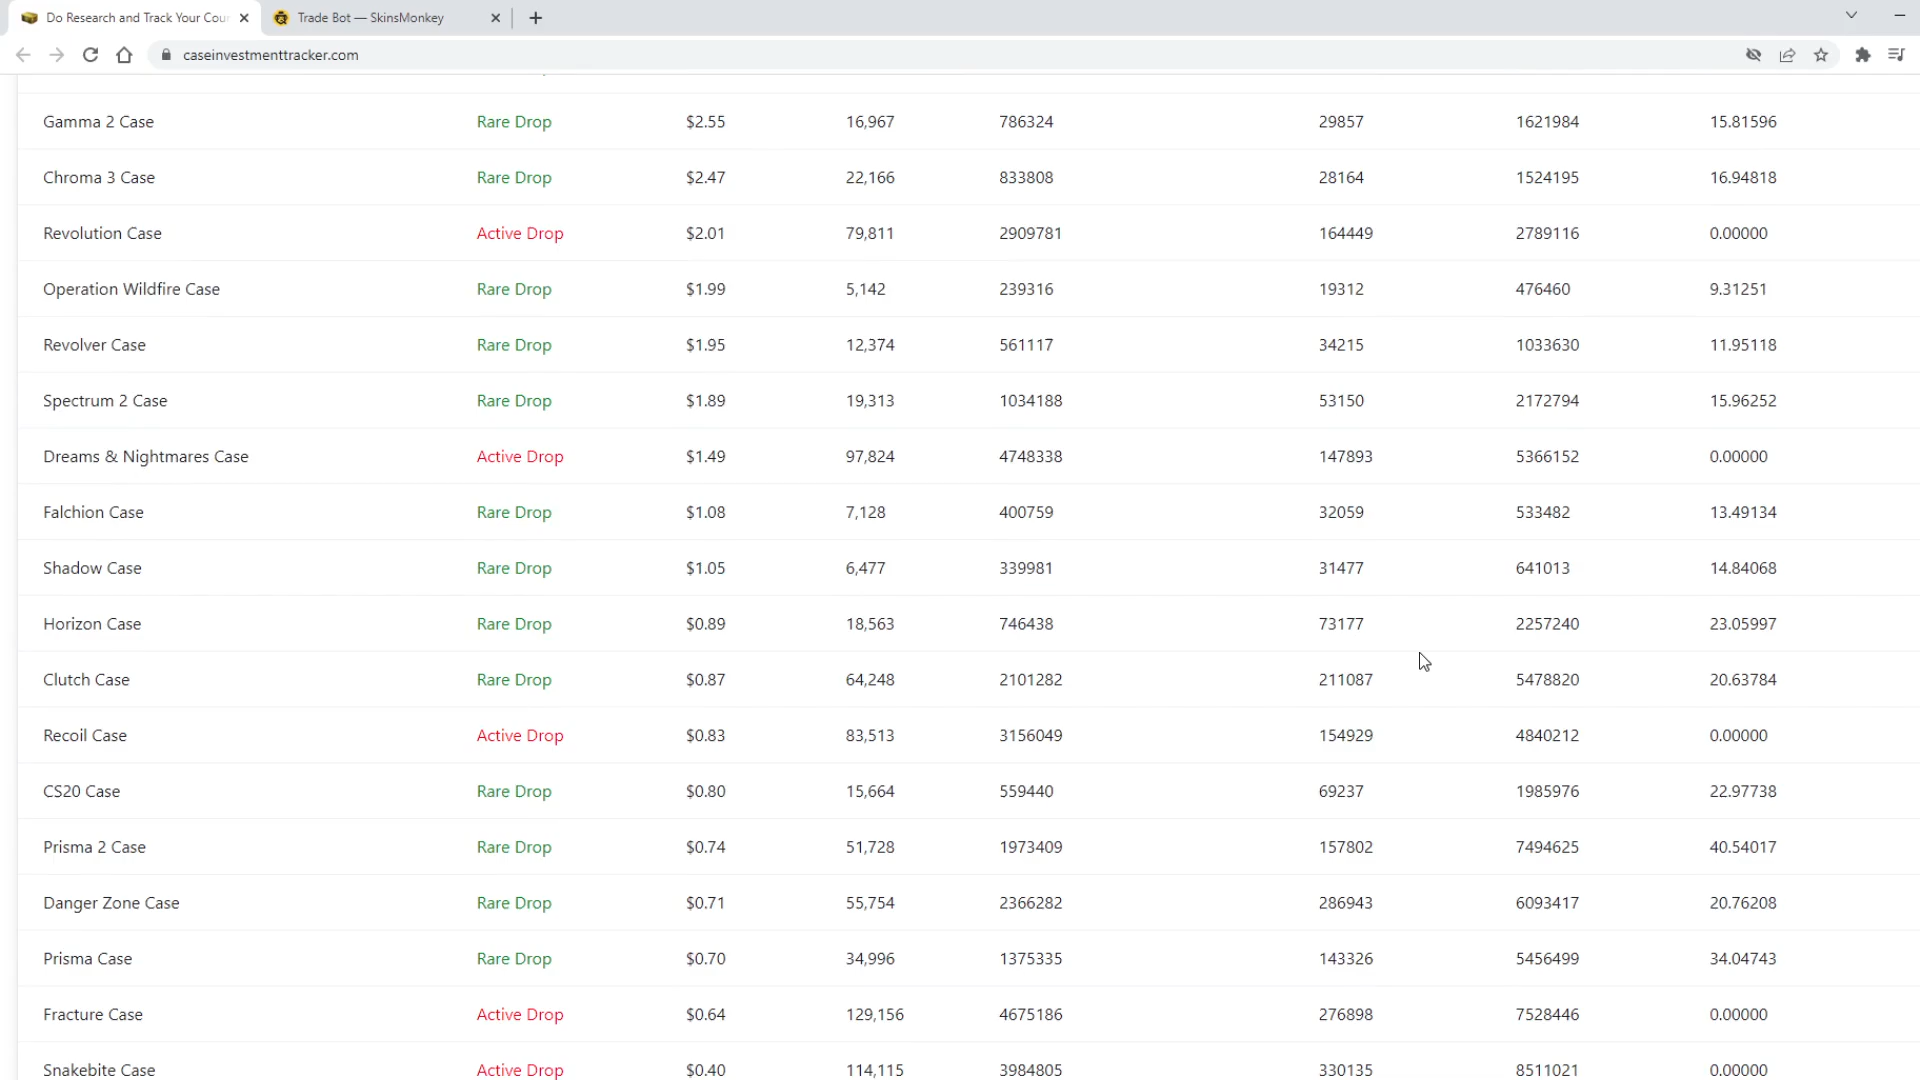 Do Research and Track Your Cour
Trade Bot — SkinsMonkey
caseinvestmenttracker.com
Gamma 2 Case Rare Drop $2.55 16,967 786324 29857 1621984 15.81596
Chroma 3 Case Rare Drop $2.47 22,166 833808 28164 1524195 16.94818
Revolution Case Active Drop $2.01 79,811 2909781 164449 2789116 0.00000
Operation Wildfire Case Rare Drop $1.99 5,142 239316 19312 476460 9.31251
Revolver Case Rare Drop $1.95 12,374 561117 34215 1033630 11.95118
Spectrum 2 Case Rare Drop $1.89 19,313 1034188 53150 2172794 15.96252
Dreams & Nightmares Case Active Drop $1.49 97,824 4748338 147893 5366152 0.00000
Falchion Case Rare Drop $1.08 7,128 400759 32059 533482 13.49134
Shadow Case Rare Drop $1.05 6,477 339981 31477 641013 14.84068
Horizon Case Rare Drop $0.89 18,563 746438 73177 2257240 23.05997
Clutch Case Rare Drop $0.87 64,248 2101282 211087 5478820 20.63784
Recoil Case Active Drop $0.83 83,513 3156049 154929 4840212 0.00000
CS20 Case Rare Drop $0.80 15,664 559440 69237 1985976 22.97738
Prisma 2 Case Rare Drop $0.74 51,728 1973409 157802 7494625 40.54017
Danger Zone Case Rare Drop $0.71 55,754 2366282 286943 6093417 20.76208
Prisma Case Rare Drop $0.70 34,996 1375335 143326 5456499 34.04743
Fracture Case Active Drop $0.64 129,156 4675186 276898 7528446 0.00000
Snakebite Case Active Drop $0.40 114,115 3984805 330135 8511021 0.00000